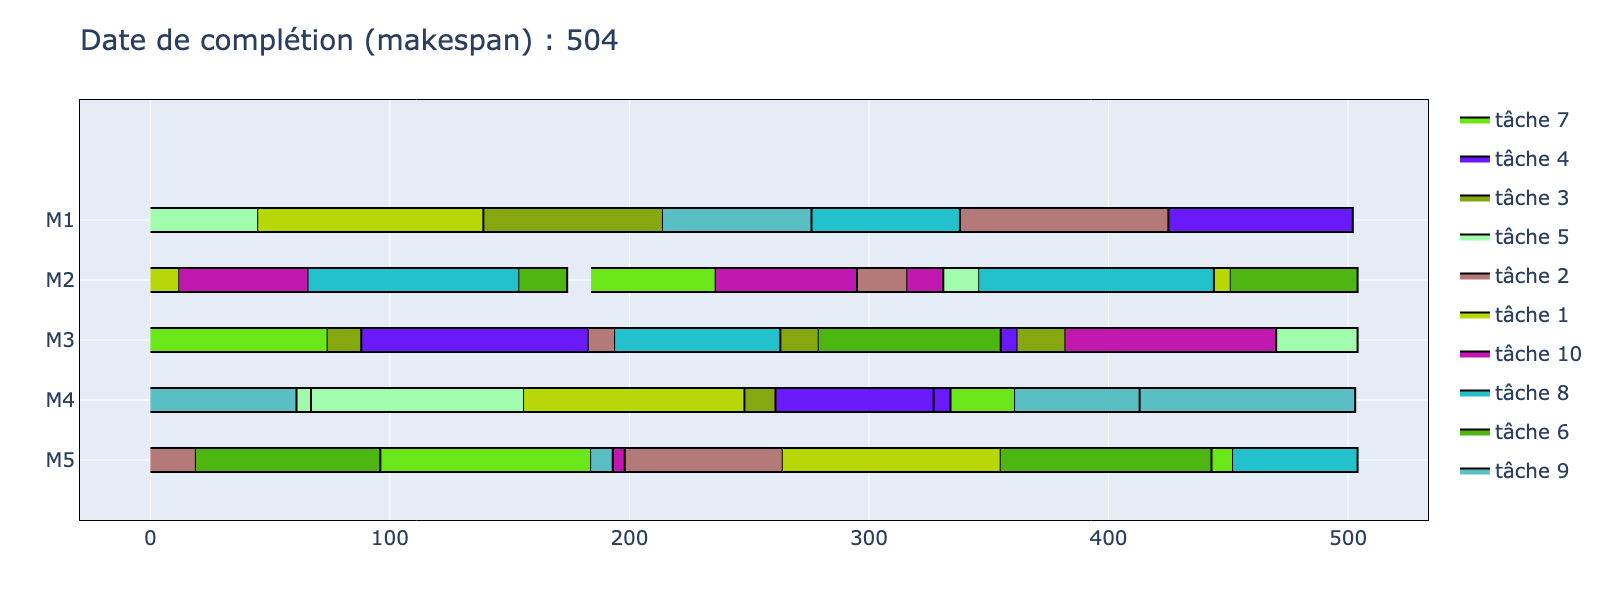 Date de complétion (makespan) : 504
M1
M2
M3
M4
M5
0 100 200 300 400 500
tâche 7
tâche 4
tâche 3
tâche 5
tâche 2
tâche 1
tâche 10
tâche 8
tâche 6
tâche 9